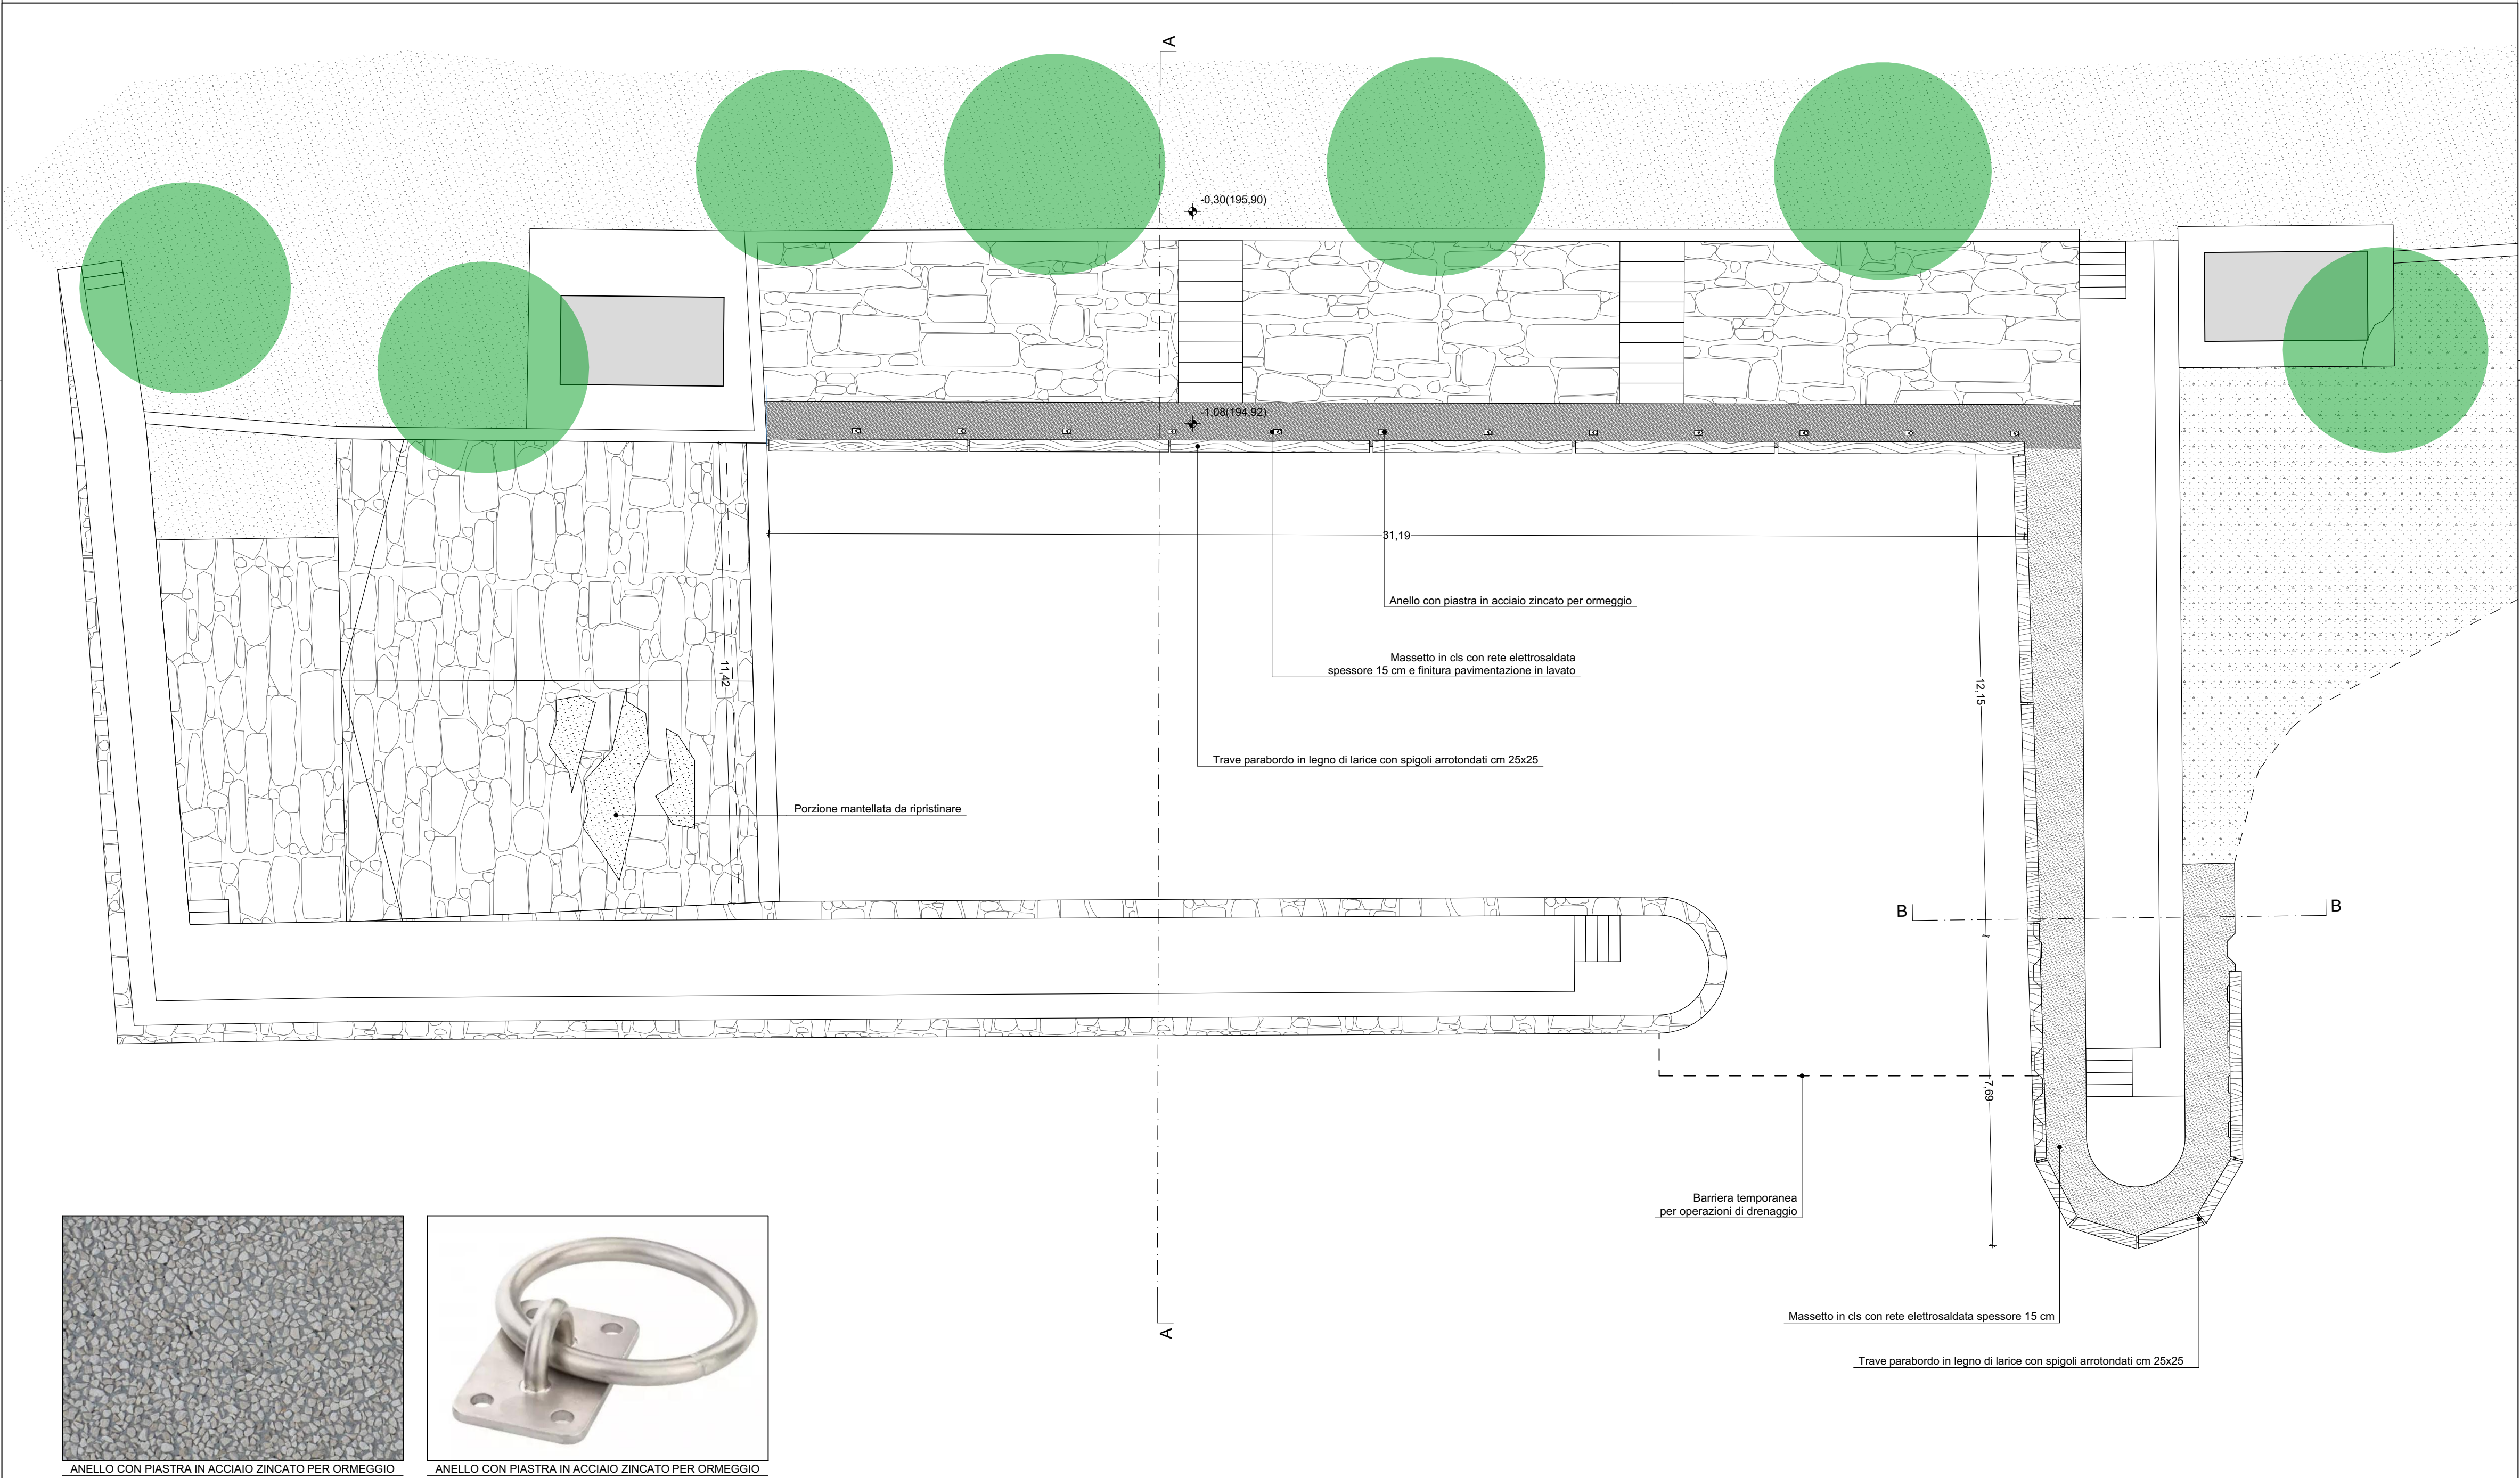 A
-0,30(195,90)
-1,08(194,92)
31,19
Anello con piastra in acciaio zincato per ormeggio
Massetto in cls con rete elettrosaldata
spessore 15 cm e finitura pavimentazione in lavato
11,42
12,15
Trave parabordo in legno di larice con spigoli arrotondati cm 25x25
Porzione mantellata da ripristinare
B
B
7,69
Barriera temporanea
per operazioni di drenaggio
Massetto in cls con rete elettrosaldata spessore 15 cm
A
Trave parabordo in legno di larice con spigoli arrotondati cm 25x25
ANELLO CON PIASTRA IN ACCIAIO ZINCATO PER ORMEGGIO
ANELLO CON PIASTRA IN ACCIAIO ZINCATO PER ORMEGGIO